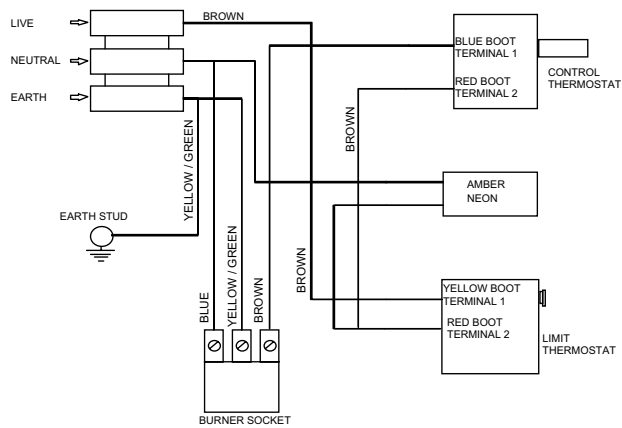 LIVE
BROWN
NEUTRAL
EARTH
BLUE BOOT
TERMINAL 1
RED BOOT
TERMINAL 2
CONTROL
THERMOSTAT
BROWN
YELLOW / GREEN
AMBER
NEON
EARTH STUD
BLUE
YELLOW / GREEN
BROWN
BROWN
YELLOW BOOT
TERMINAL 1
RED BOOT
TERMINAL 2
LIMIT
THERMOSTAT
BURNER SOCKET